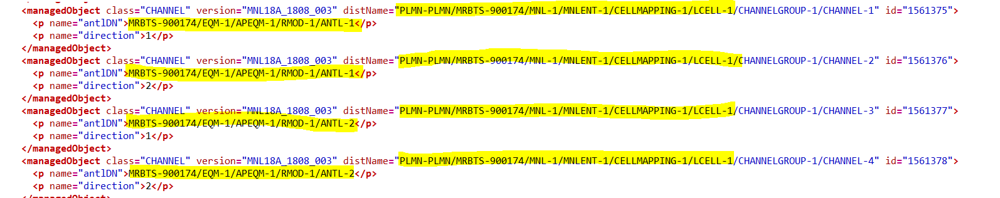 <managedObject class="CHANNEL" version="MNL18A_1808_003" distName="PLMN-PLMN/MRBTS-900174/MNL-1/MNLENT-1/CELLMAPPING-1/LCELL-1/CHANNELGROUP-1/CHANNEL-1" id="1561375">
<p name="antlDN">MRBTS-900174/EQM-1/APEQM-1/RMOD-1/ANTL-1</p>
<p name="direction">1</p>
</managedObject>
<managedObject class="CHANNEL" version="MNL18A_1808_003" distName="PLMN-PLMN/MRBTS-900174/MNL-1/MNLENT-1/CELLMAPPING-1/LCELL-1/CHANNELGROUP-1/CHANNEL-2" id="1561376">
<p name="antlDN">MRBTS-900174/EQM-1/APEQM-1/RMOD-1/ANTL-1</p>
<p name="direction">2</p>
</managedObject>
<managedObject class="CHANNEL" version="MNL18A_1808_003" distName="PLMN-PLMN/MRBTS-900174/MNL-1/MNLENT-1/CELLMAPPING-1/LCELL-1/CHANNELGROUP-1/CHANNEL-3" id="1561377">
<p name="antlDN">MRBTS-900174/EQM-1/APEQM-1/RMOD-1/ANTL-2</p>
<p name="direction">1</p>
</managedObject>
<managedObject class="CHANNEL" version="MNL18A_1808_003" distName="PLMN-PLMN/MRBTS-900174/MNL-1/MNLENT-1/CELLMAPPING-1/LCELL-1/CHANNELGROUP-1/CHANNEL-4" id="1561378">
<p name="antlDN">MRBTS-900174/EQM-1/APEQM-1/RMOD-1/ANTL-2</p>
<p name="direction">2</p>